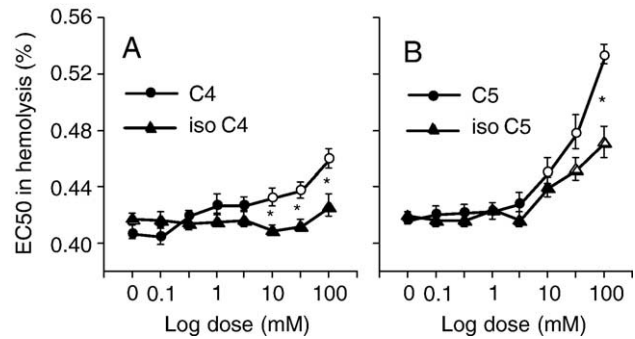 EC50 in hemolysis (%)
0.56
0.52
0.48
0.44
0.40
A
C4
iso C4
*
*
*
0 0.1 1 10 100
Log dose (mM)
B
C5
iso C5
*
0 0.1 1 10 100
Log dose (mM)